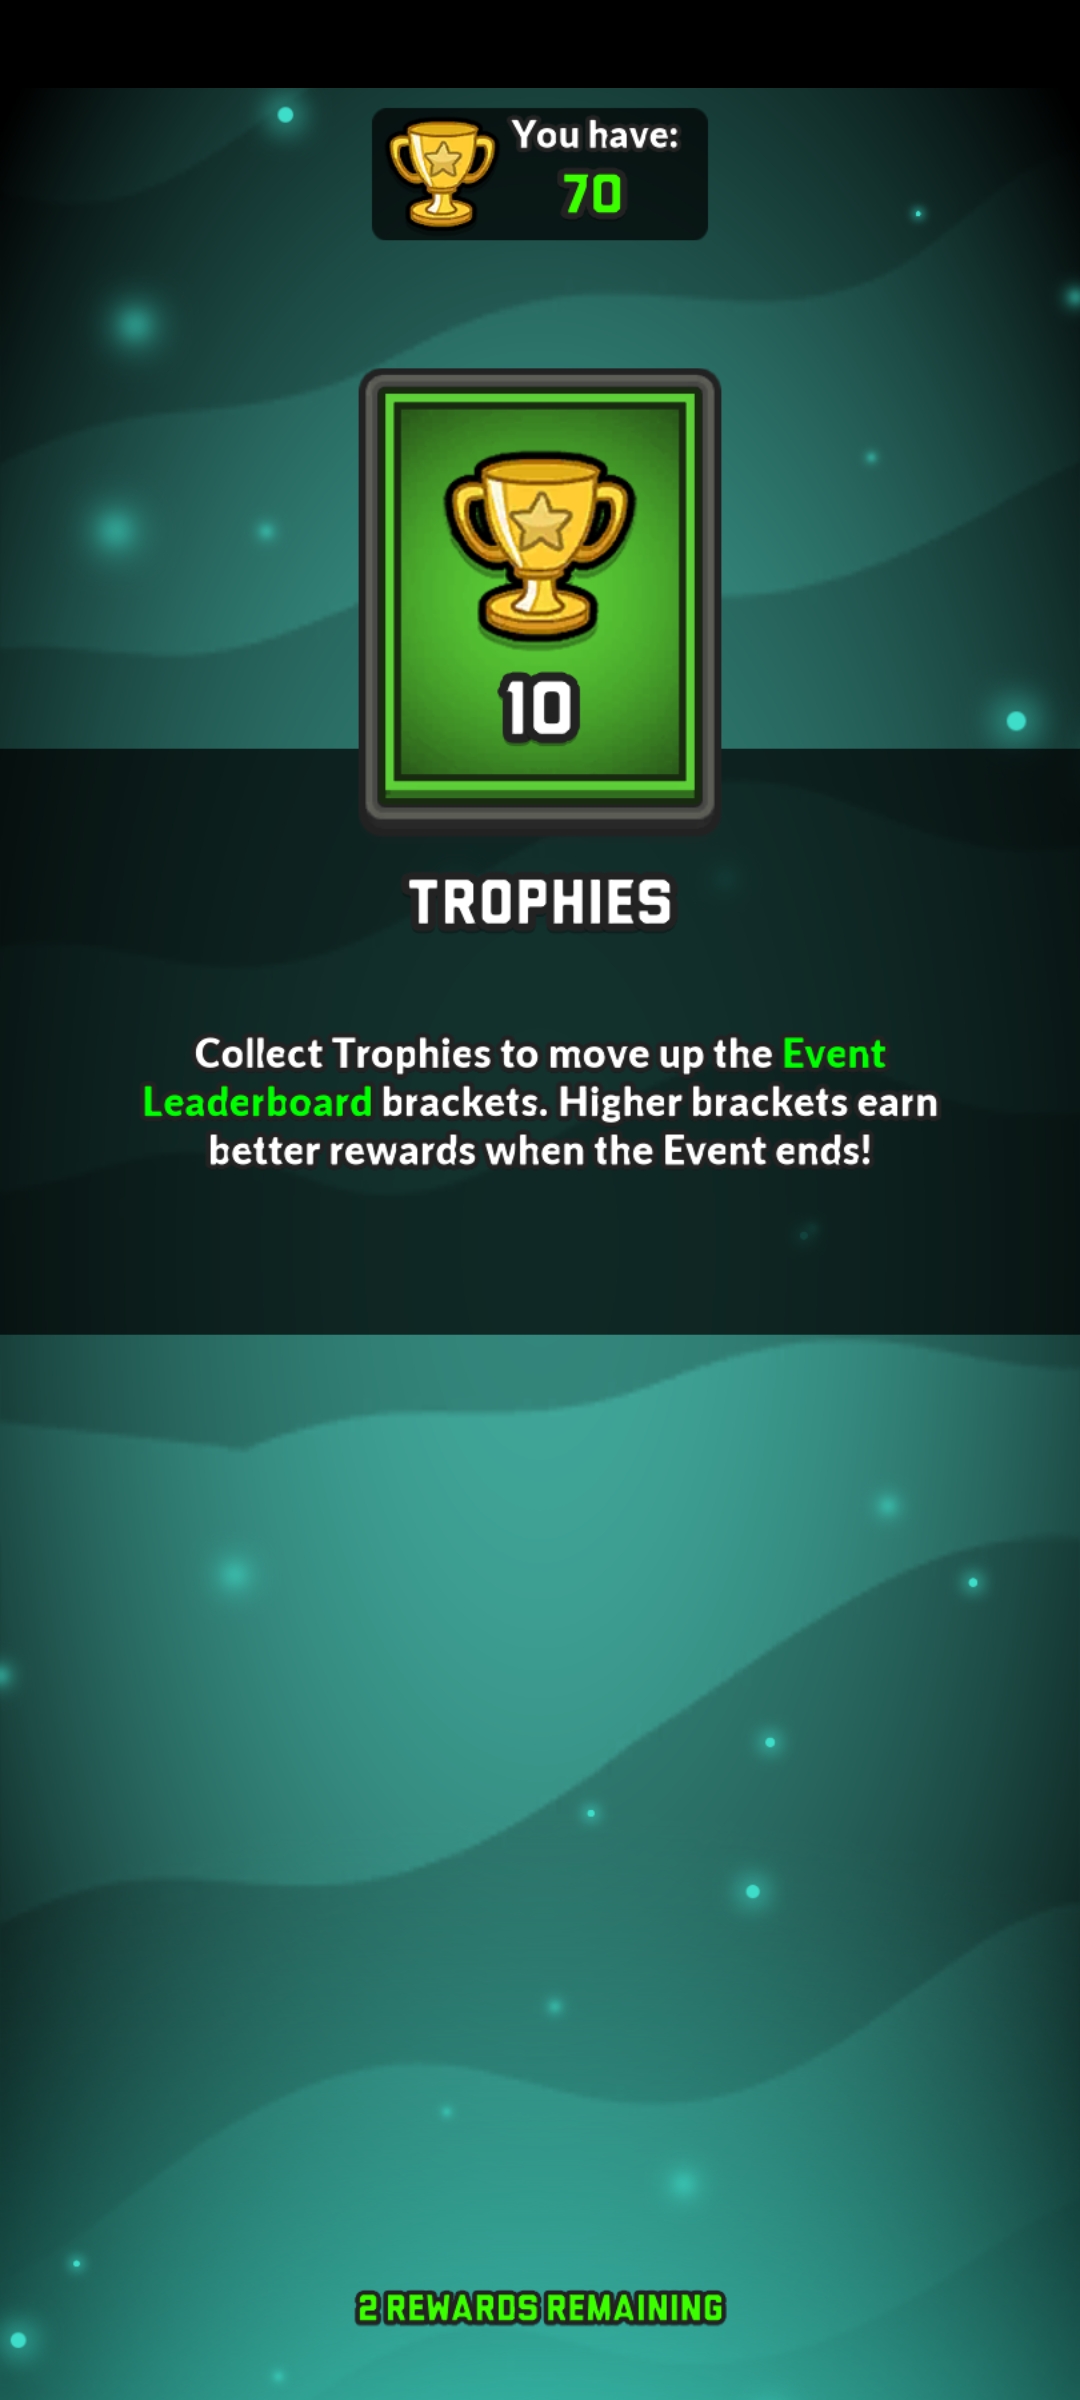 You have:
70
10
TROPHIES
Collect Trophies to move up the Event
Leaderboard brackets. Higher brackets earn
better rewards when the Event ends!
2 REWARDS REMAINING